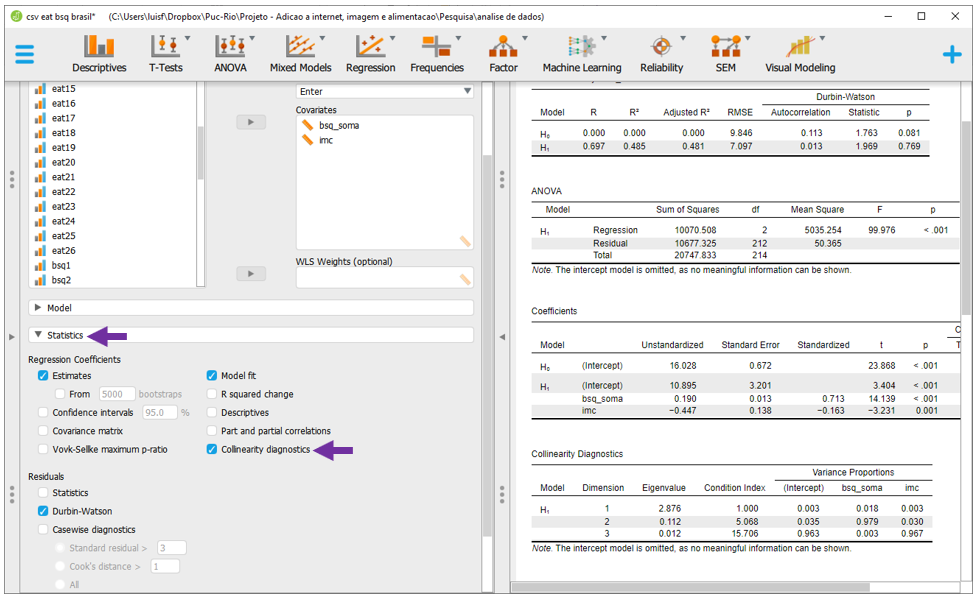 csv eat bsq brasil* (C:\Users\luisf\Dropbox\Puc-Rio\Projeto - Adicao a internet, imagem e alimentacao\Pesquisa\analise de dados)
Descriptives T-Tests ANOVA Mixed Models Regression Frequencies Factor Machine Learning Reliability SEM Visual Modeling
eat15
eat16
eat17
eat18
eat19
eat20
eat21
eat22
eat23
eat24
eat25
eat26
bsq1
bsq2
Enter
Covariates
bsq_soma
imc
WLS Weights (optional)
Model
Statistics
Regression Coefficients
Estimates
From 5000 bootstraps
Confidence intervals 95.0 %
Covariance matrix
Vovk-Sellke maximum p-ratio
Model fit
R squared change
Descriptives
Part and partial correlations
Collinearity diagnostics
Residuals
Statistics
Durbin-Watson
Casewise diagnostics
Standard residual > 3
Cook's distance > 1
All
Durbin-Watson
Model R R² Adjusted R² RMSE Autocorrelation Statistic p
H₀ 0.000 0.000 0.000 9.846 0.113 1.763 0.081
H₁ 0.697 0.485 0.481 7.097 0.013 1.969 0.769
ANOVA
Model Sum of Squares df Mean Square F p
H₁ Regression 10070.508 2 5035.254 99.976 < .001
Residual 10677.325 212 50.365
Total 20747.833 214
Note. The intercept model is omitted, as no meaningful information can be shown.
Coefficients
C
Model Unstandardized Standard Error Standardized t p T
H₀ (Intercept) 16.028 0.672 23.868 < .001
H₁ (Intercept) 10.895 3.201 3.404 < .001
bsq_soma 0.190 0.013 0.713 14.139 < .001
imc −0.447 0.138 −0.163 −3.231 0.001
Collinearity Diagnostics
Variance Proportions
Model Dimension Eigenvalue Condition Index (Intercept) bsq_soma imc
H₁ 1 2.876 1.000 0.003 0.018 0.003
2 0.112 5.068 0.035 0.979 0.030
3 0.012 15.706 0.963 0.003 0.967
Note. The intercept model is omitted, as no meaningful information can be shown.